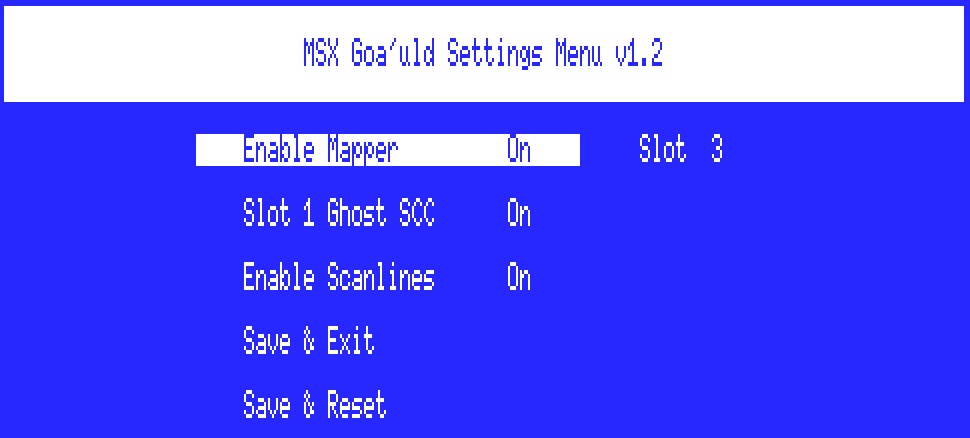 MSX Goa'uld Settings Menu v1.2
Enable Mapper On Slot 3
Slot 1 Ghost SCC On
Enable Scanlines On
Save & Exit
Save & Reset